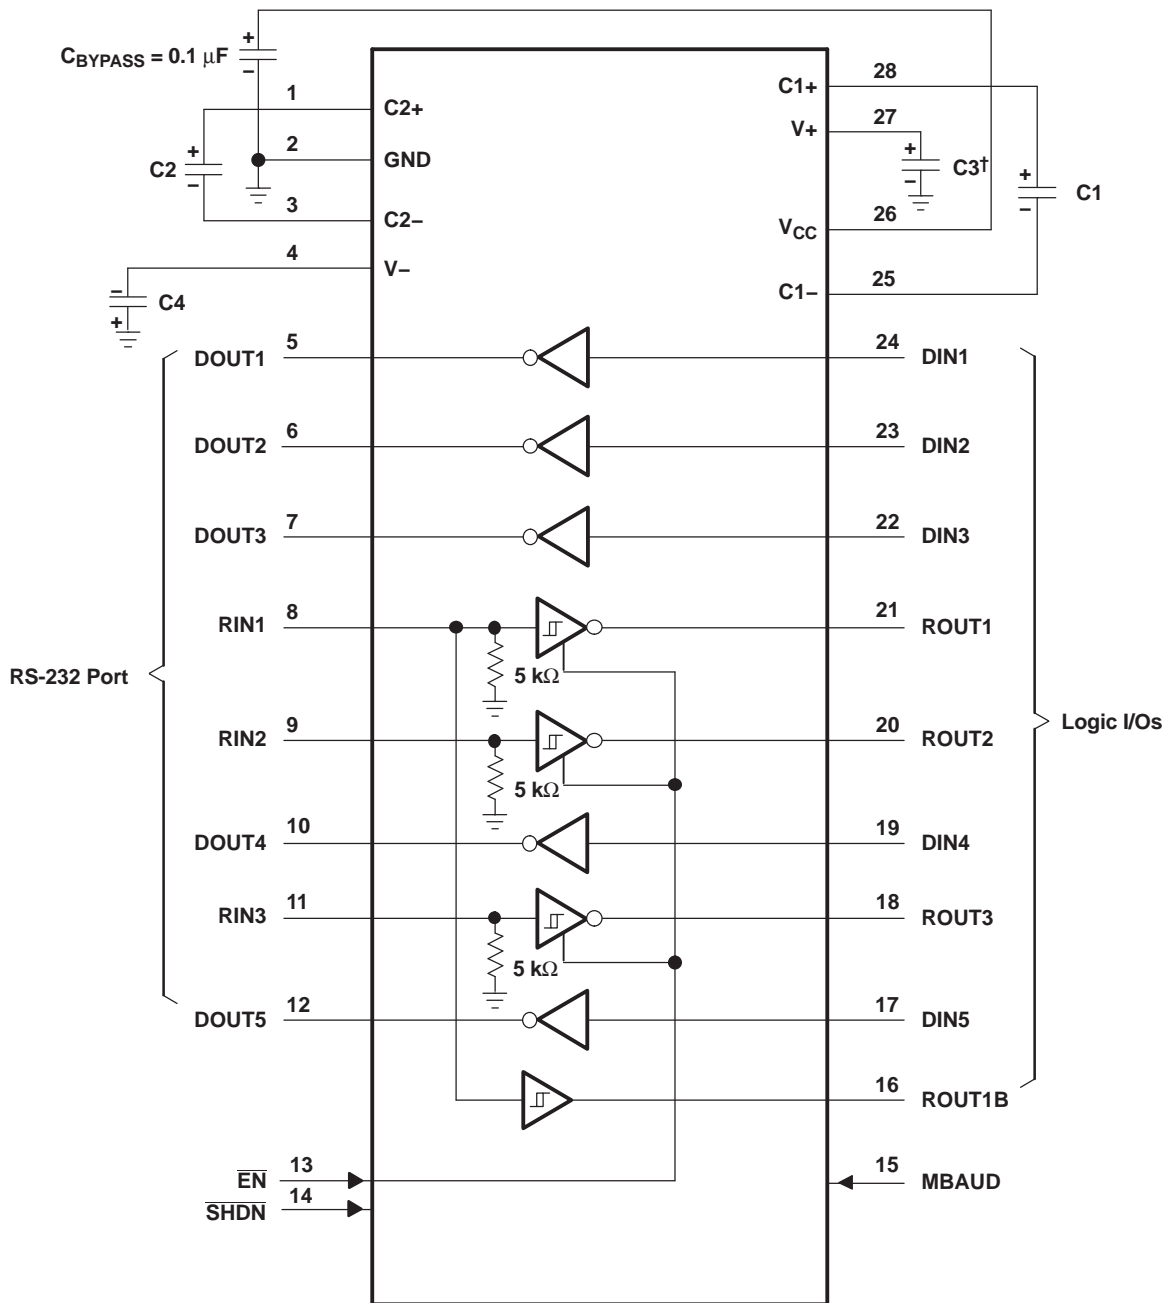 CBYPASS = 0.1 μF
+
−
1
C2+
C1+
28
V+
27
2
GND
+
−
C2
+
−
C3†
+
−
C1
3
C2−
VCC
26
4
V−
C1−
25
−
+
C4
DOUT1
5
24
DIN1
DOUT2
6
23
DIN2
DOUT3
7
22
DIN3
RIN1
8
21
ROUT1
5 kΩ
RS-232 Port
RIN2
9
20
ROUT2
Logic I/Os
5 kΩ
DOUT4
10
19
DIN4
RIN3
11
18
ROUT3
5 kΩ
DOUT5
12
17
DIN5
16
ROUT1B
EN
13
15
MBAUD
SHDN
14